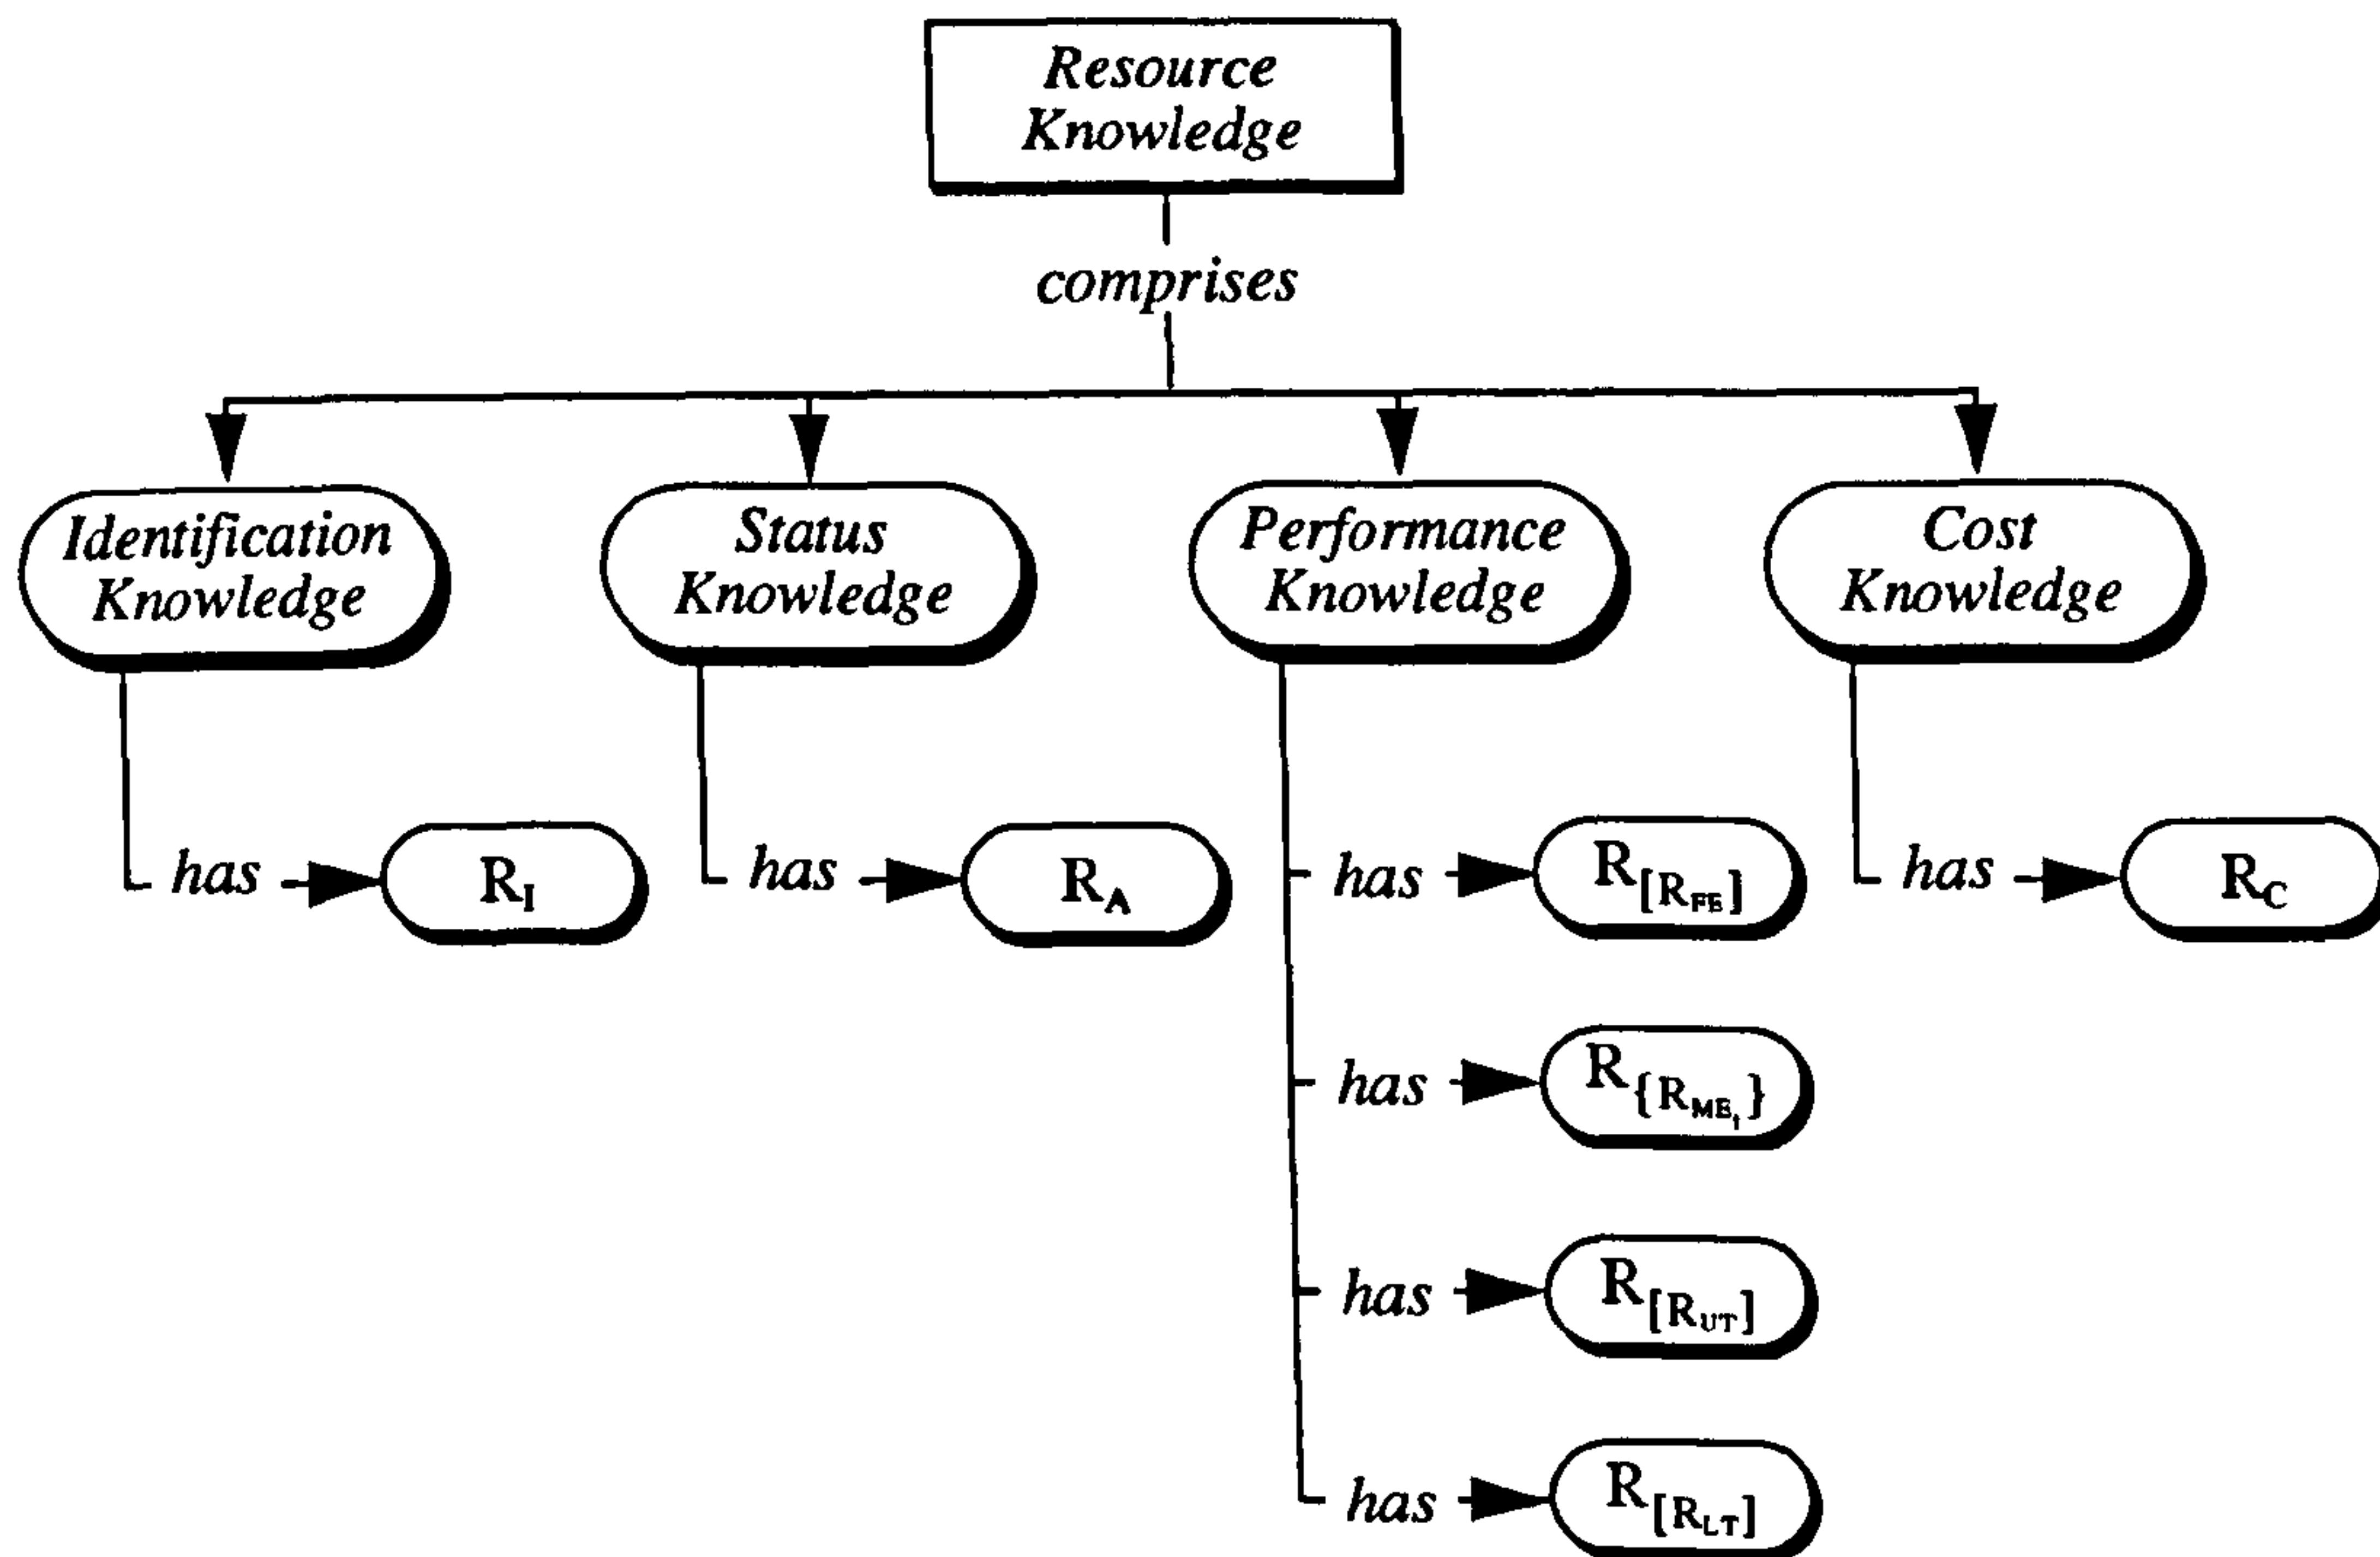 Resource
Knowledge
comprises
Identification
Knowledge
Status
Knowledge
Performance
Knowledge
Cost
Knowledge
has R_I
has R_A
has R_[R_FE]
has R_C
has R_{R_ME_i}
has R_[R_UT]
has R_[R_LT]